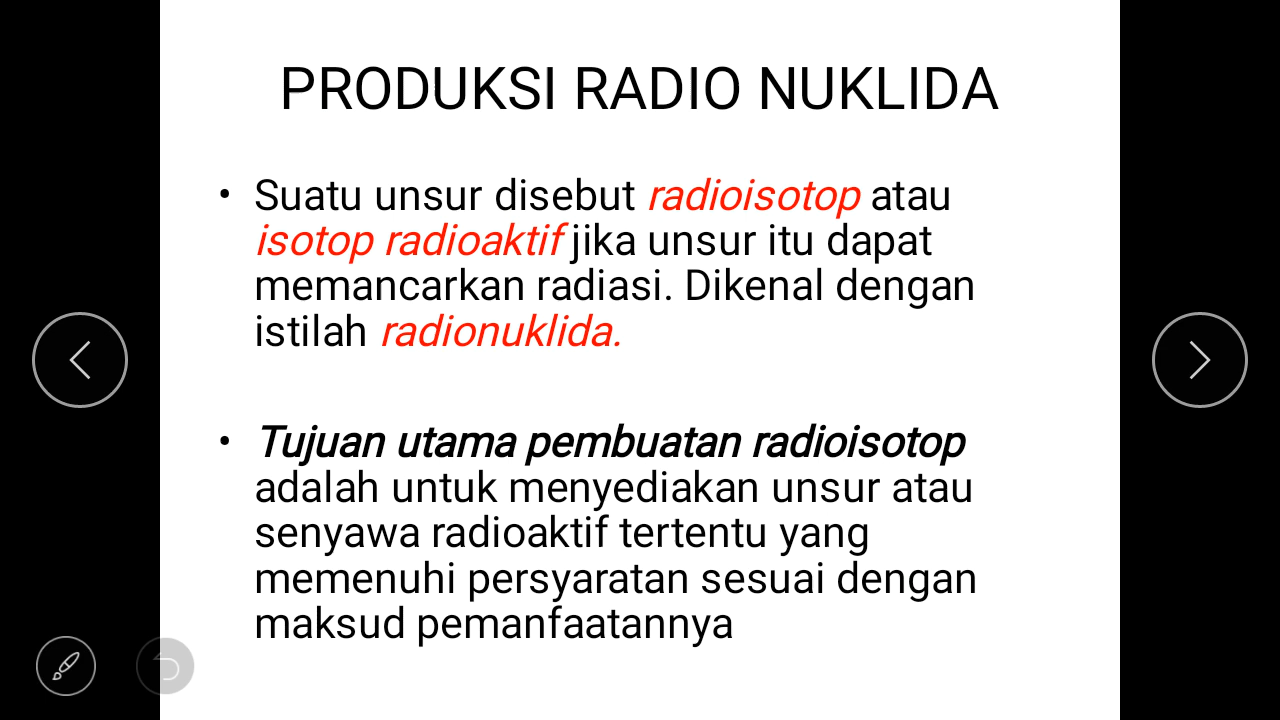 PRODUKSI RADIO NUKLIDA
• Suatu unsur disebut radioisotop atau
isotop radioaktif jika unsur itu dapat
memancarkan radiasi. Dikenal dengan
istilah radionuklida.
• Tujuan utama pembuatan radioisotop
adalah untuk menyediakan unsur atau
senyawa radioaktif tertentu yang
memenuhi persyaratan sesuai dengan
maksud pemanfaatannya